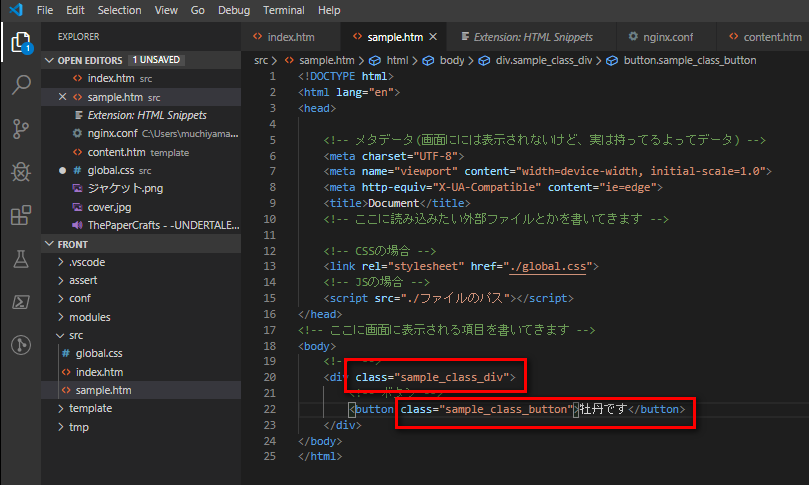 File Edit Selection View Go Debug Terminal Help
EXPLORER
OPEN EDITORS 1 UNSAVED
index.htm src
sample.htm src
Extension: HTML Snippets
nginx.conf C:\Users\muchiyama...
content.htm template
global.css src
ジャケット.png
cover.jpg
ThePaperCrafts - -UNDERTALE...
FRONT
.vscode
assert
conf
modules
src
global.css
index.htm
sample.htm
template
tmp
1
index.htm
sample.htm
Extension: HTML Snippets
nginx.conf
content.htm
src > sample.htm > html > body > div.sample_class_div > button.sample_class_button
1 <!DOCTYPE html>
2 <html lang="en">
3 <head>
4
5 <!-- メタデータ(画面にには表示されないけど、実は持ってるよってデータ) -->
6 <meta charset="UTF-8">
7 <meta name="viewport" content="width=device-width, initial-scale=1.0">
8 <meta http-equiv="X-UA-Compatible" content="ie=edge">
9 <title>Document</title>
10 <!-- ここに読み込みたい外部ファイルとかを書いてきます -->
11
12 <!-- CSSの場合 -->
13 <link rel="stylesheet" href="./global.css">
14 <!-- JSの場合 -->
15 <script src="./ファイルのパス"></script>
16 </head>
17 <!-- ここに画面に表示される項目を書いてきます -->
18 <body>
19 <!--
20 <div class="sample_class_div">
21 ボタン -->
22 <button class="sample_class_button">牡丹です</button>
23 </div>
24 </body>
25 </html>